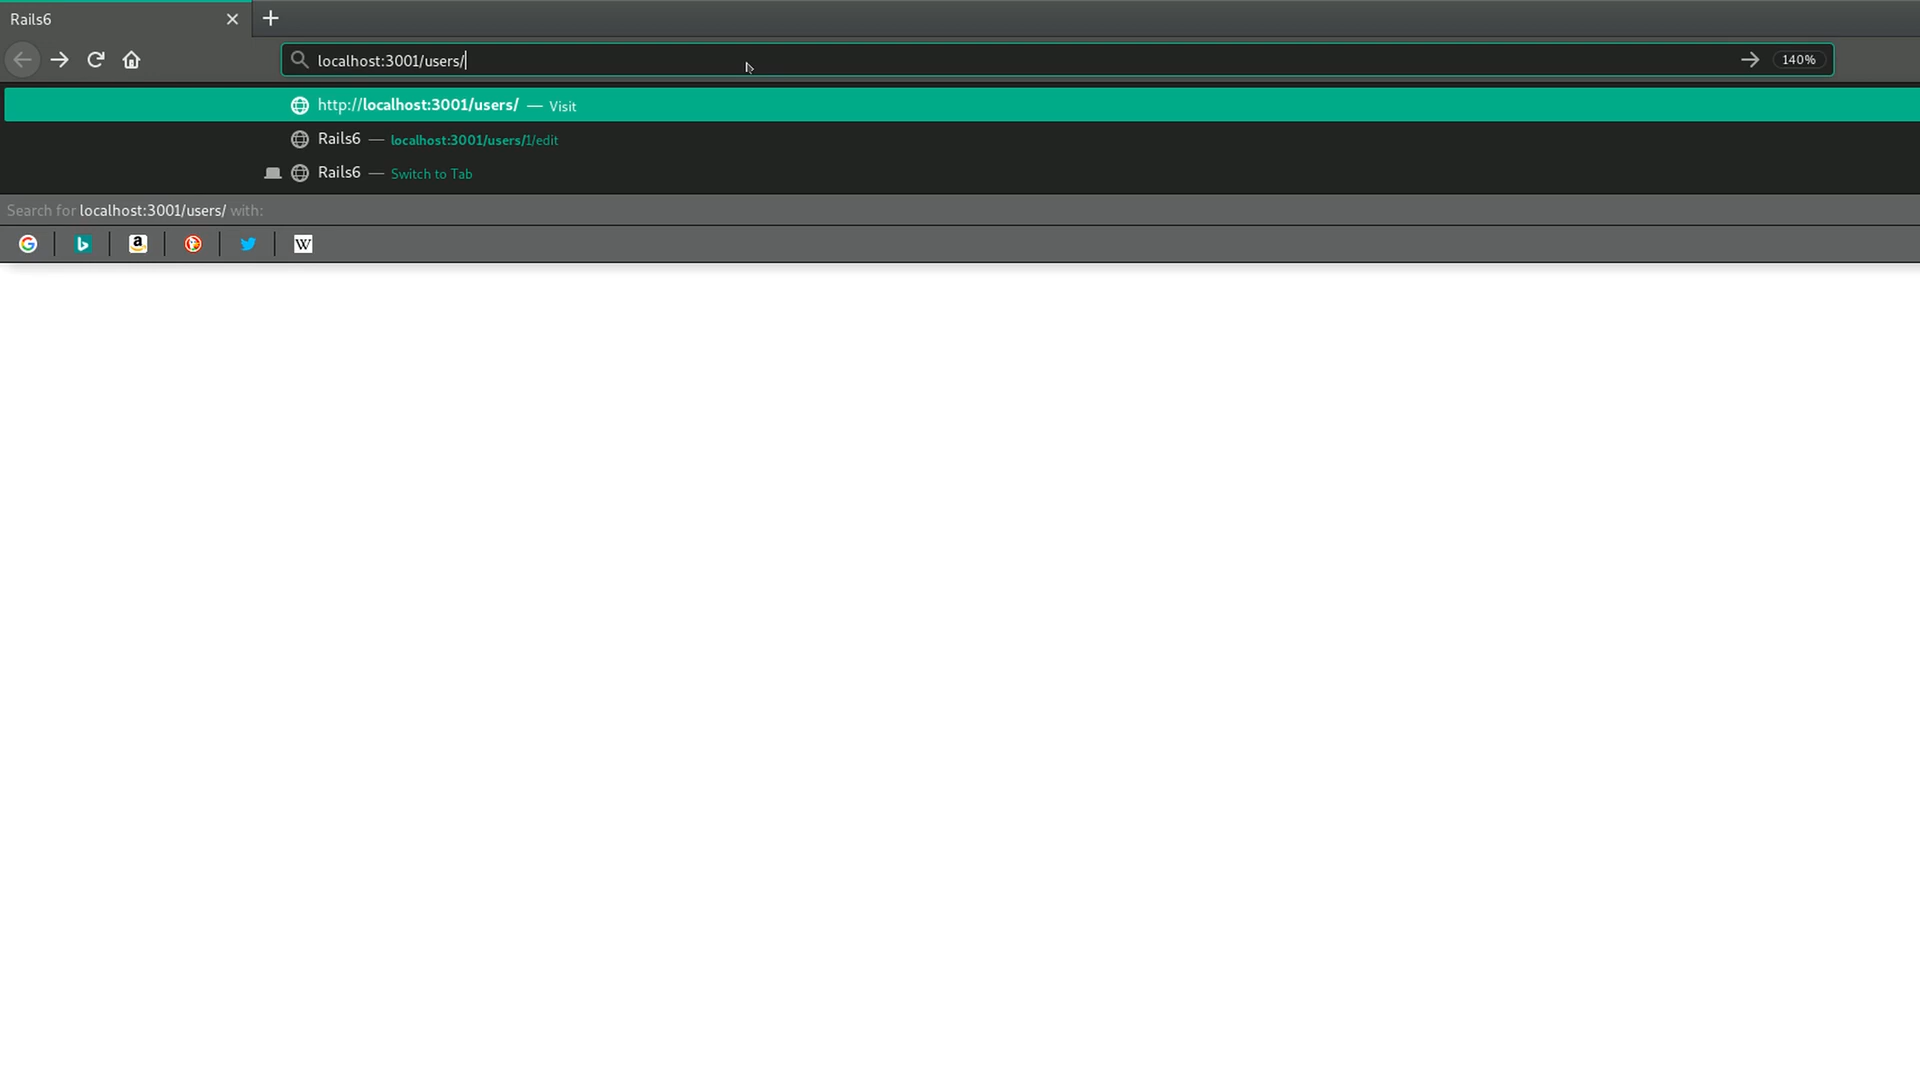 Rails6
localhost:3001/users/
140%
http://localhost:3001/users/ — Visit
Rails6 — localhost:3001/users/1/edit
Rails6 — Switch to Tab
Search for localhost:3001/users/ with:
G b a W